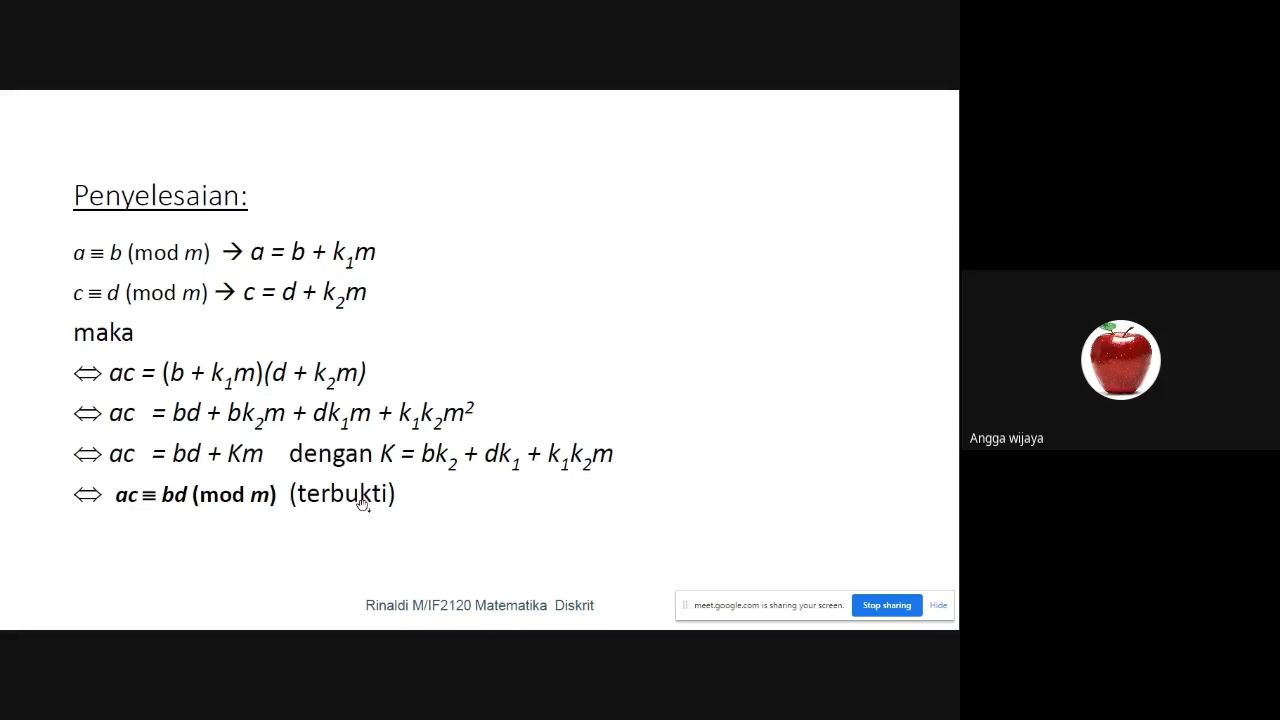 Penyelesaian:
a ≡ b (mod m) → a = b + k₁m
c ≡ d (mod m) → c = d + k₂m
maka
⇔ ac = (b + k₁m)(d + k₂m)
⇔ ac = bd + bk₂m + dk₁m + k₁k₂m²
⇔ ac = bd + Km dengan K = bk₂ + dk₁ + k₁k₂m
⇔ ac ≡ bd (mod m) (terbukti)
Rinaldi M/IF2120 Matematika Diskrit
meet.google.com is sharing your screen. Stop sharing Hide
Angga wijaya